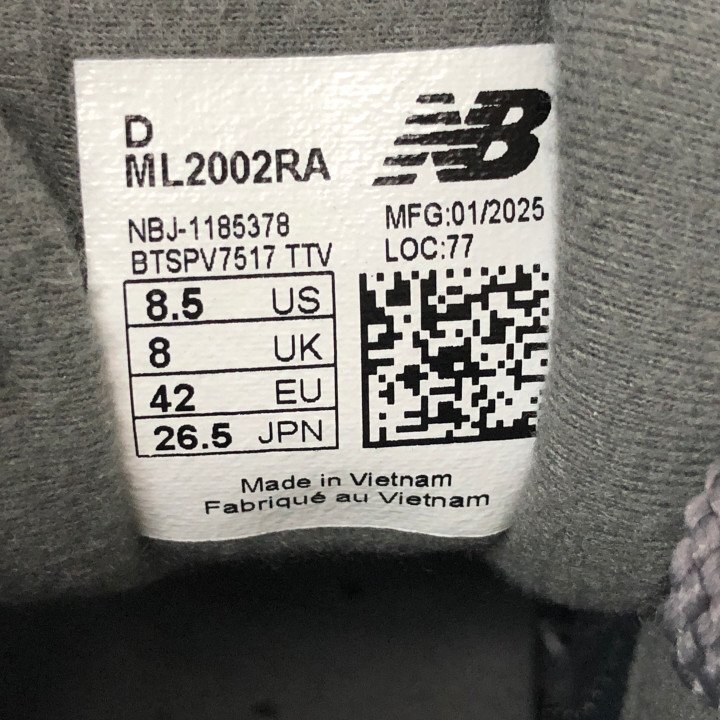 D
ML2002RA
NB
NBJ-1185378
BTSPV7517 TTV
MFG:01/2025
LOC:77
8.5 US
8 UK
42 EU
26.5 JPN
Made in Vietnam
Fabriqué au Vietnam